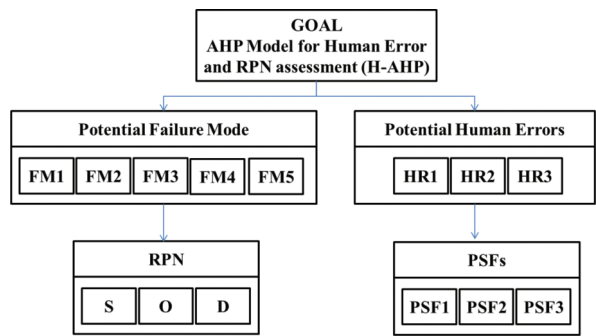 GOAL
AHP Model for Human Error
and RPN assessment (H-AHP)
Potential Failure Mode
FM1 FM2 FM3 FM4 FM5
Potential Human Errors
HR1 HR2 HR3
RPN
S O D
PSFs
PSF1 PSF2 PSF3